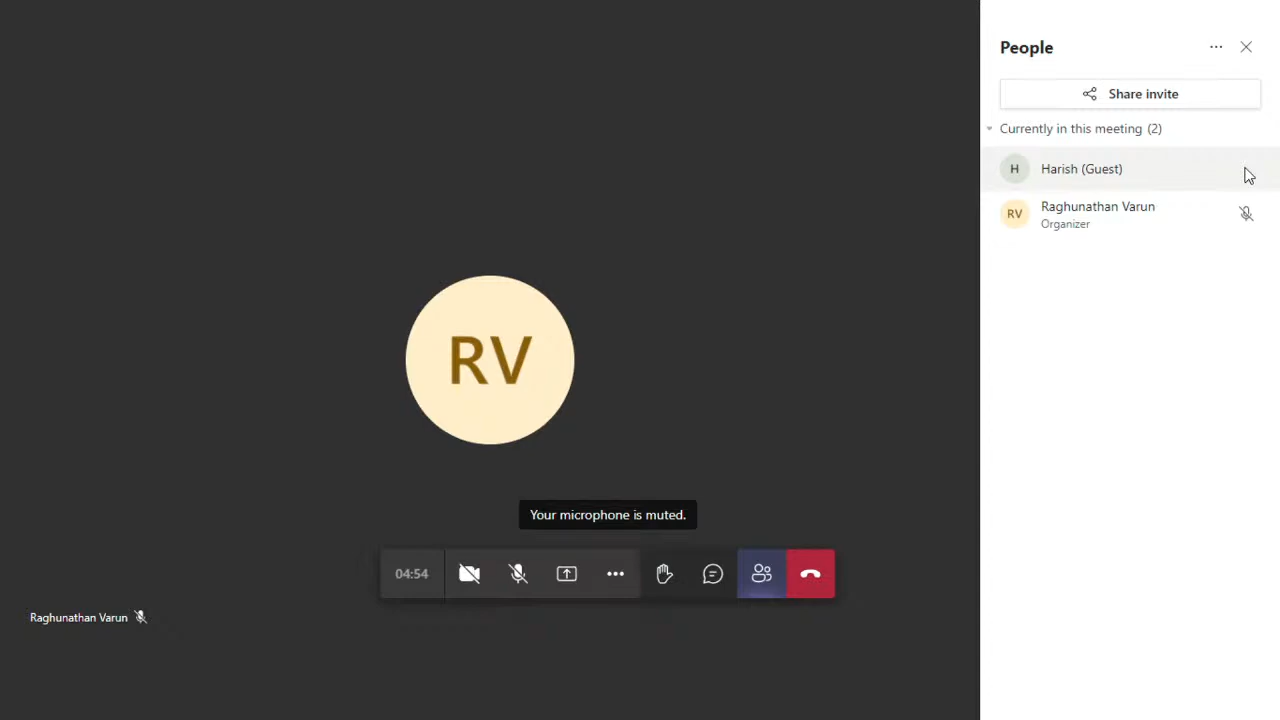 People
Share invite
Currently in this meeting (2)
H Harish (Guest)
RV Raghunathan Varun
Organizer
RV
Your microphone is muted.
04:54
Raghunathan Varun